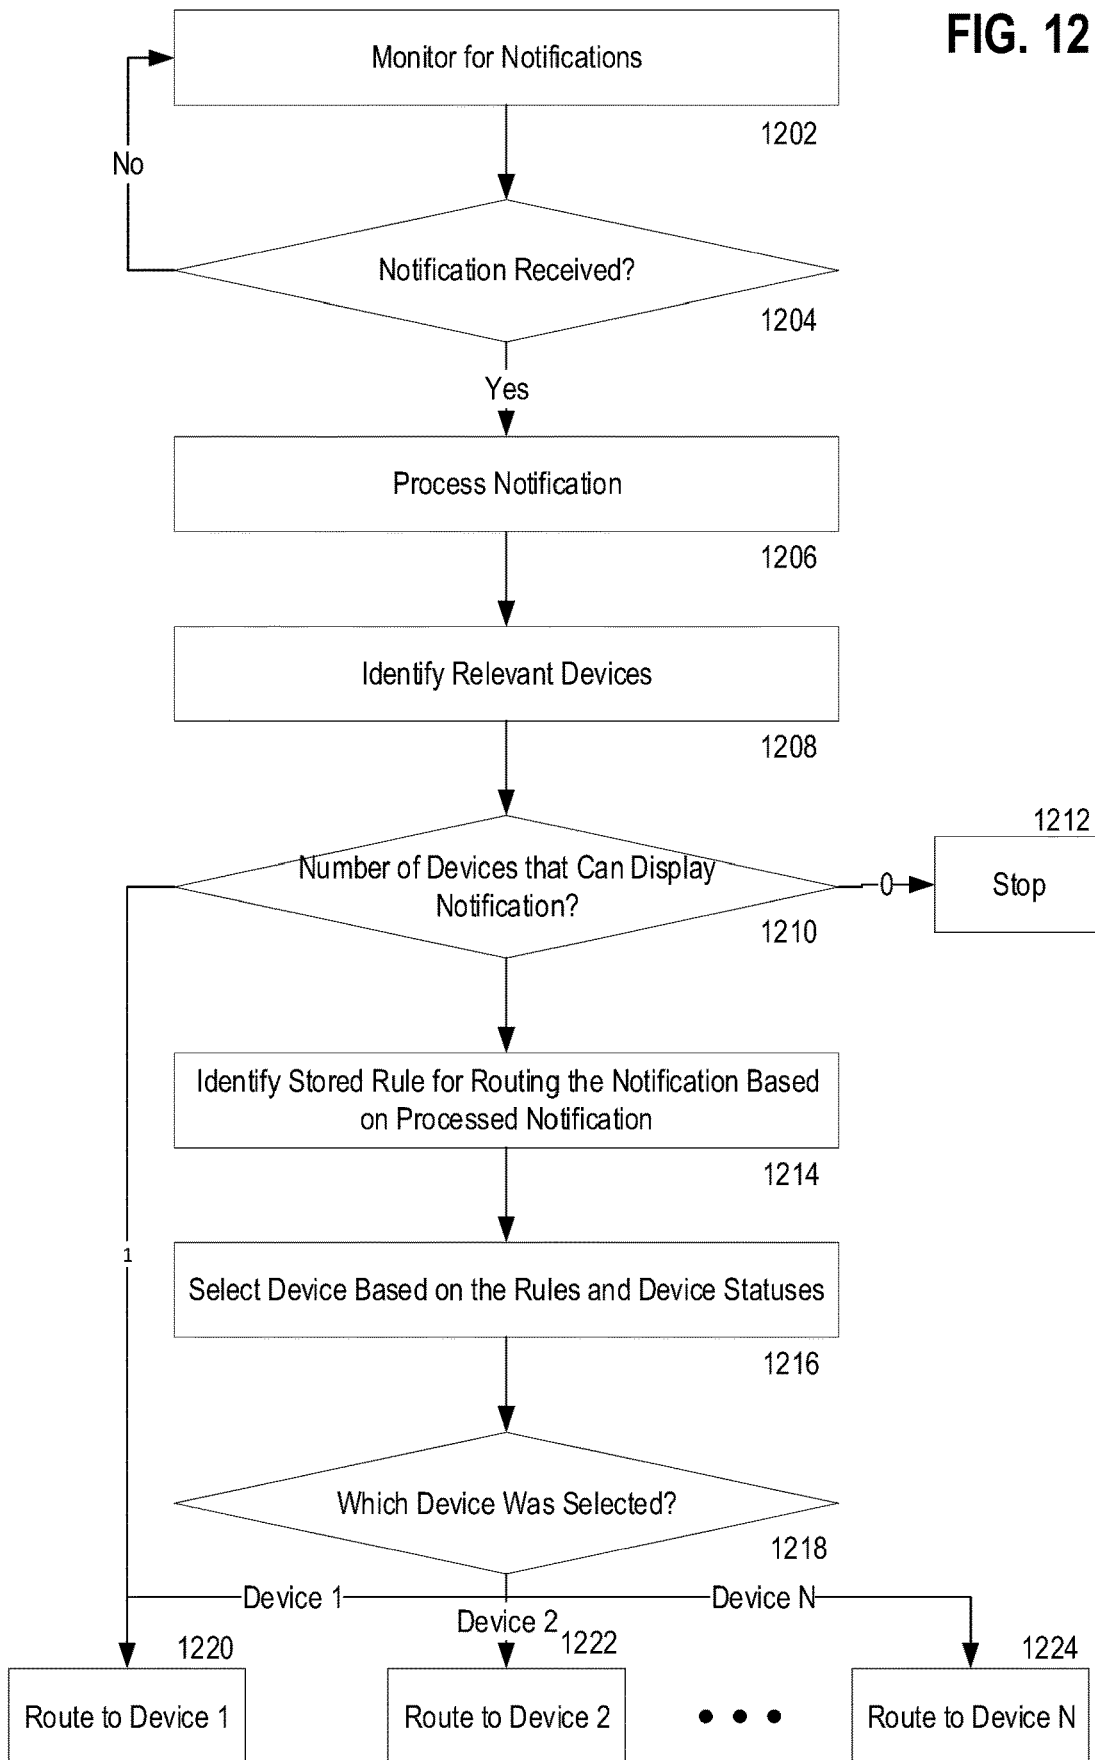 FIG. 12
Monitor for Notifications
1202
No
Notification Received?
1204
Yes
Process Notification
1206
Identify Relevant Devices
1208
Number of Devices that Can Display
Notification?
1210
0
1212
Stop
Identify Stored Rule for Routing the Notification Based
on Processed Notification
1214
1
Select Device Based on the Rules and Device Statuses
1216
Which Device Was Selected?
1218
Device 1
Device 2
Device N
1220
Route to Device 1
1222
Route to Device 2
1224
Route to Device N